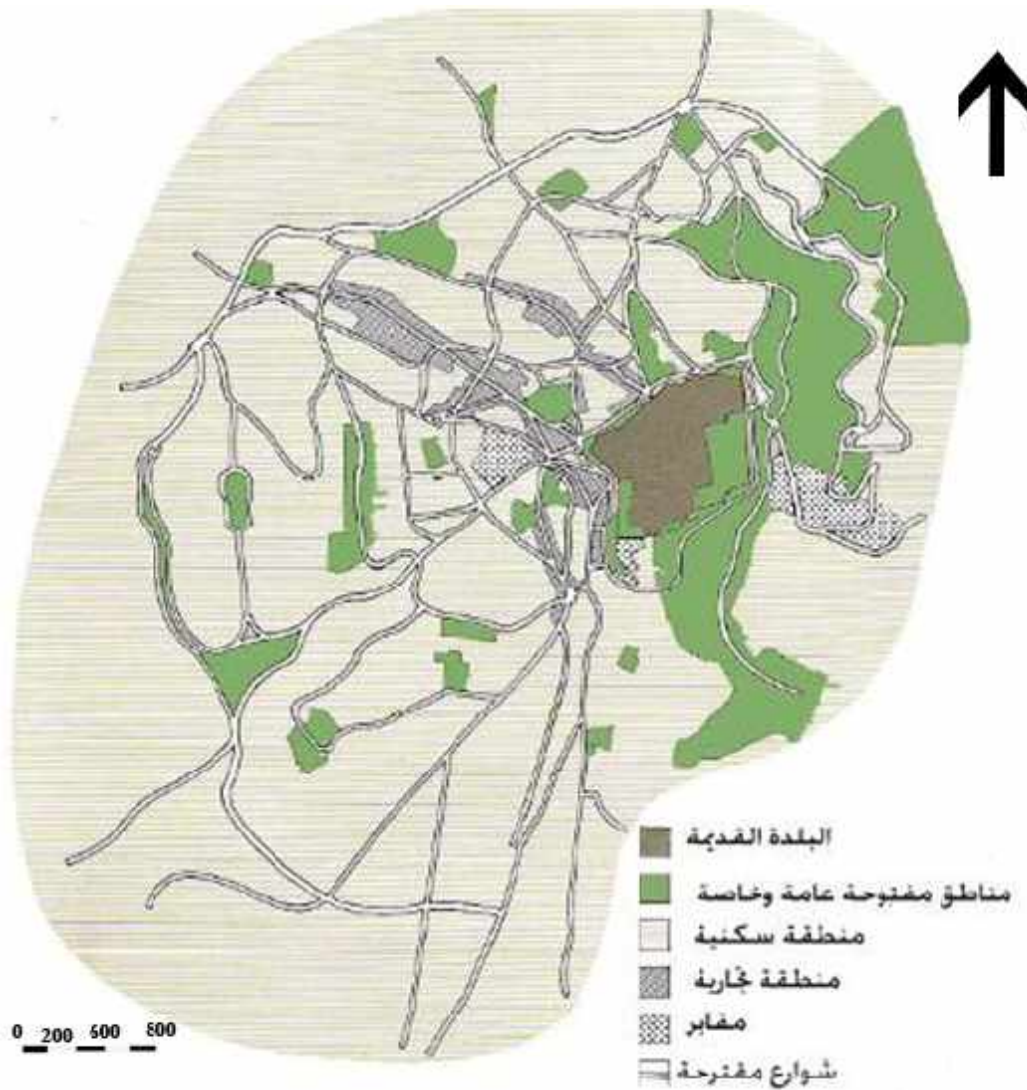 البلدة القديمة
مناطق مفتوحة عامة وخاصة
منطقة سكنية
منطقة تجارية
مقابر
شوارع مقترحة
0 200 600 800